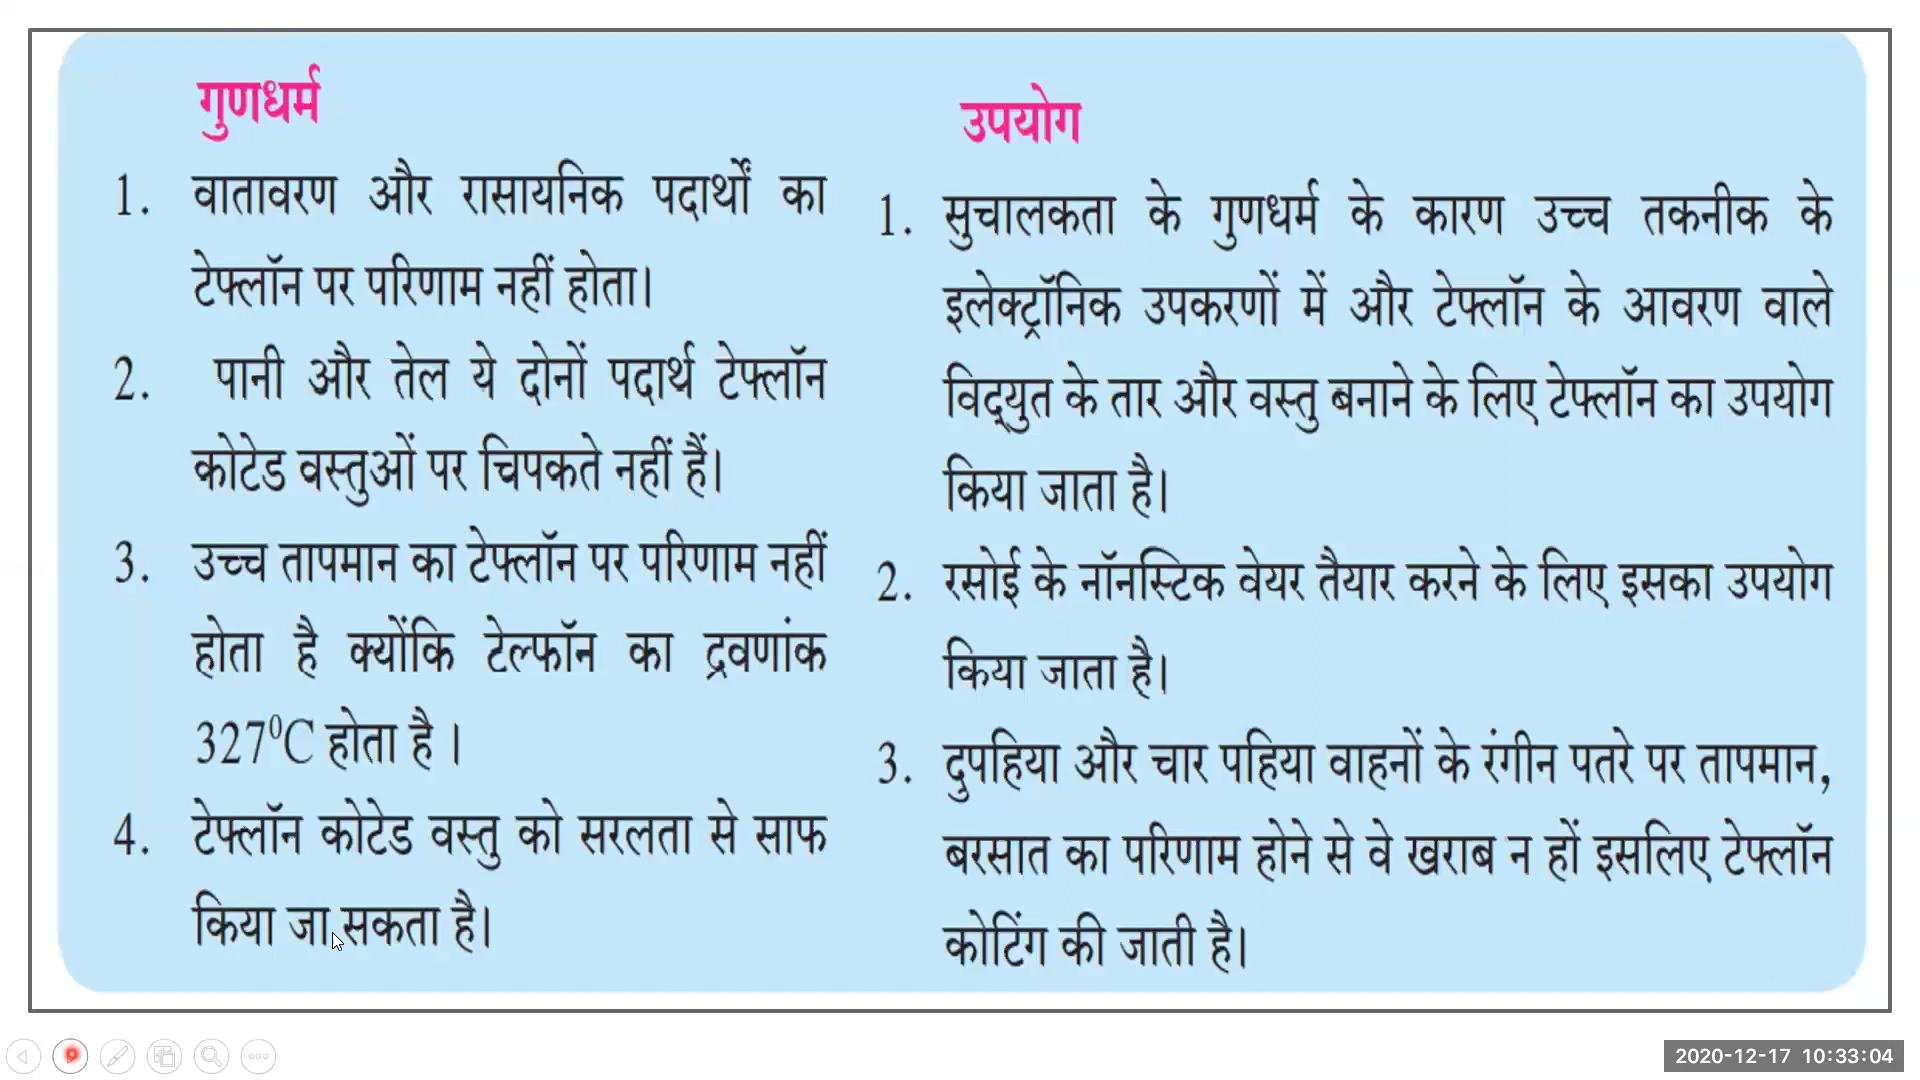 गुणधर्म
1. वातावरण और रासायनिक पदार्थों का
टेफ्लॉन पर परिणाम नहीं होता।
2. पानी और तेल ये दोनों पदार्थ टेफ्लॉन
कोटेड वस्तुओं पर चिपकते नहीं हैं।
3. उच्च तापमान का टेफ्लॉन पर परिणाम नहीं
होता है क्योंकि टेल्फॉन का द्रवणांक
327⁰C होता है ।
4. टेफ्लॉन कोटेड वस्तु को सरलता से साफ
किया जा सकता है।
उपयोग
1. सुचालकता के गुणधर्म के कारण उच्च तकनीक के
इलेक्ट्रॉनिक उपकरणों में और टेफ्लॉन के आवरण वाले
विद्युत के तार और वस्तु बनाने के लिए टेफ्लॉन का उपयोग
किया जाता है।
2. रसोई के नॉनस्टिक वेयर तैयार करने के लिए इसका उपयोग
किया जाता है।
3. दुपहिया और चार पहिया वाहनों के रंगीन पतरे पर तापमान,
बरसात का परिणाम होने से वे खराब न हों इसलिए टेफ्लॉन
कोटिंग की जाती है।
2020-12-17 10:33:04